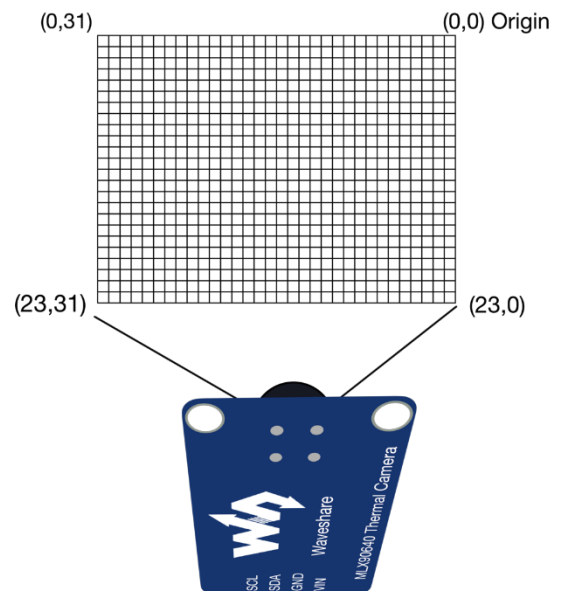 (0,31)
(0,0) Origin
(23,31)
(23,0)
Waveshare
MLX90640 Thermal Camera
SCL
SDA
GND
VIN